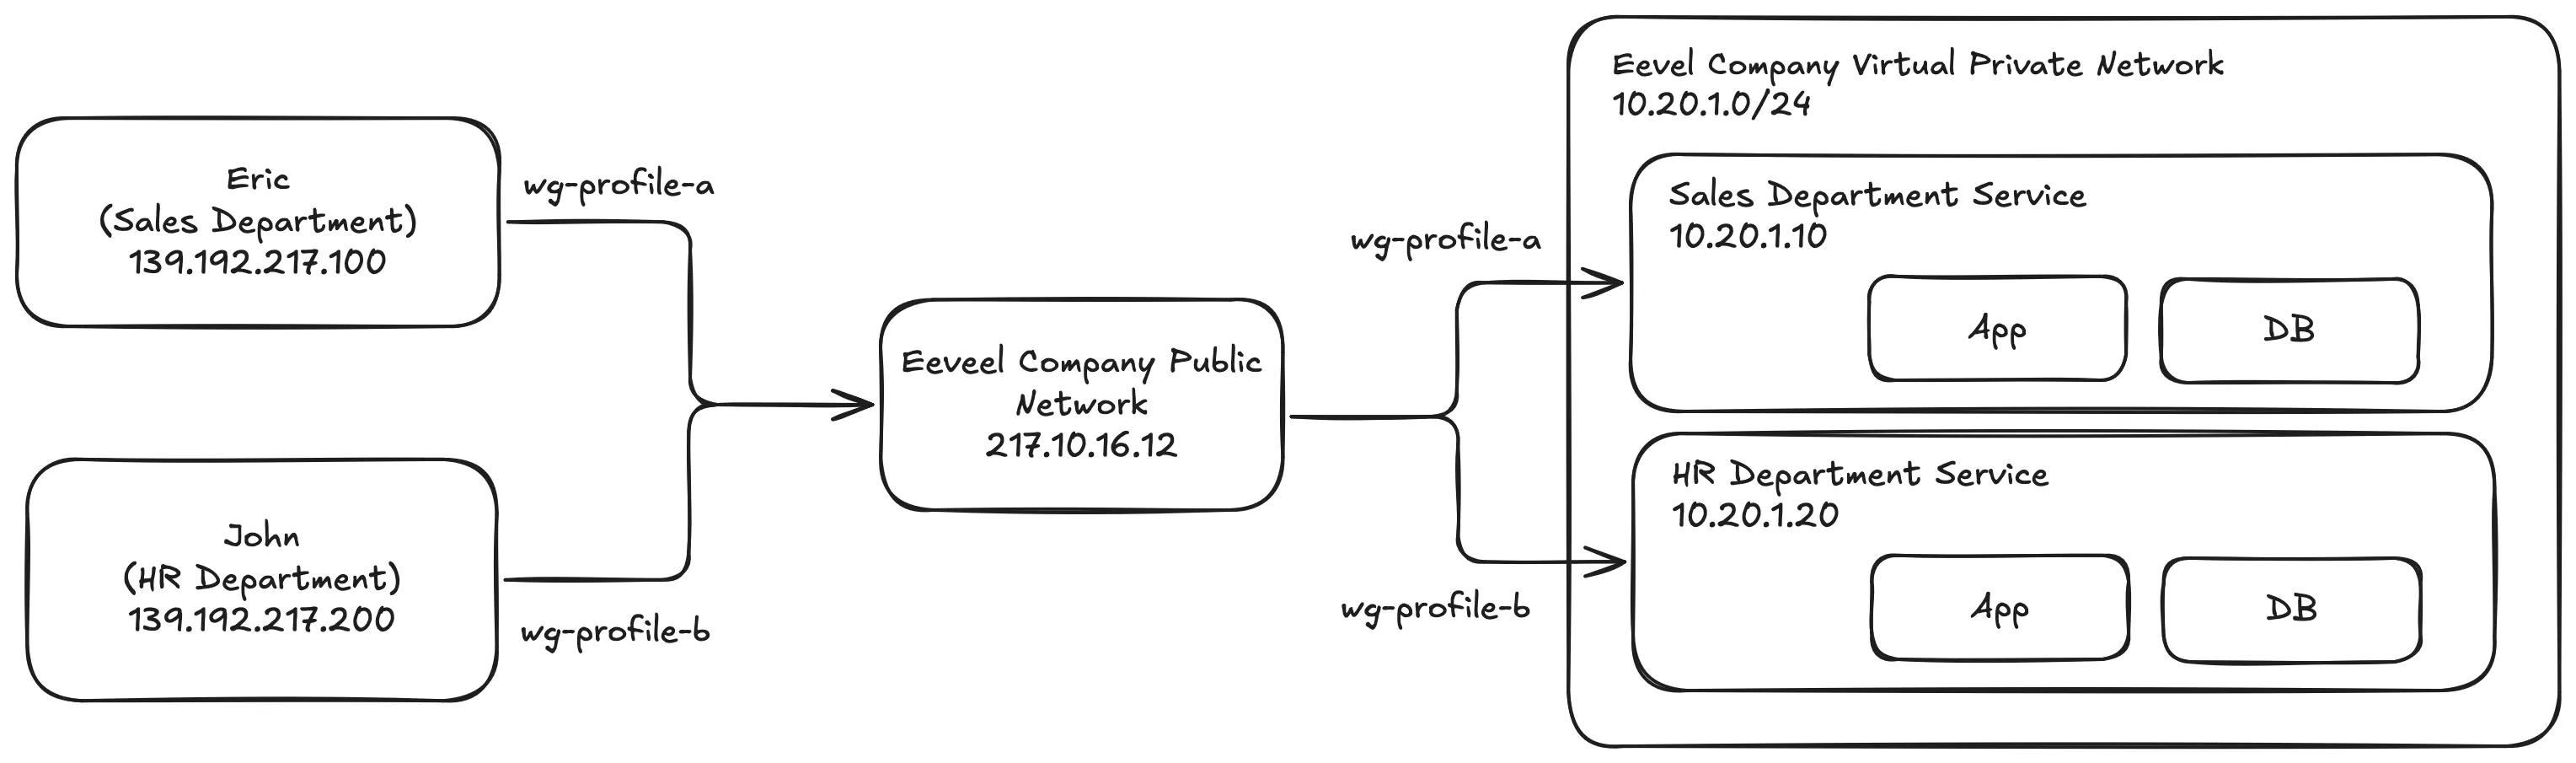 Eric
(Sales Department)
139.192.217.100
wg-profile-a
John
(HR Department)
139.192.217.200
wg-profile-b
Eeveel Company Public
Network
217.10.16.12
wg-profile-a
wg-profile-b
Eevel Company Virtual Private Network
10.20.1.0/24
Sales Department Service
10.20.1.10
App
DB
HR Department Service
10.20.1.20
App
DB